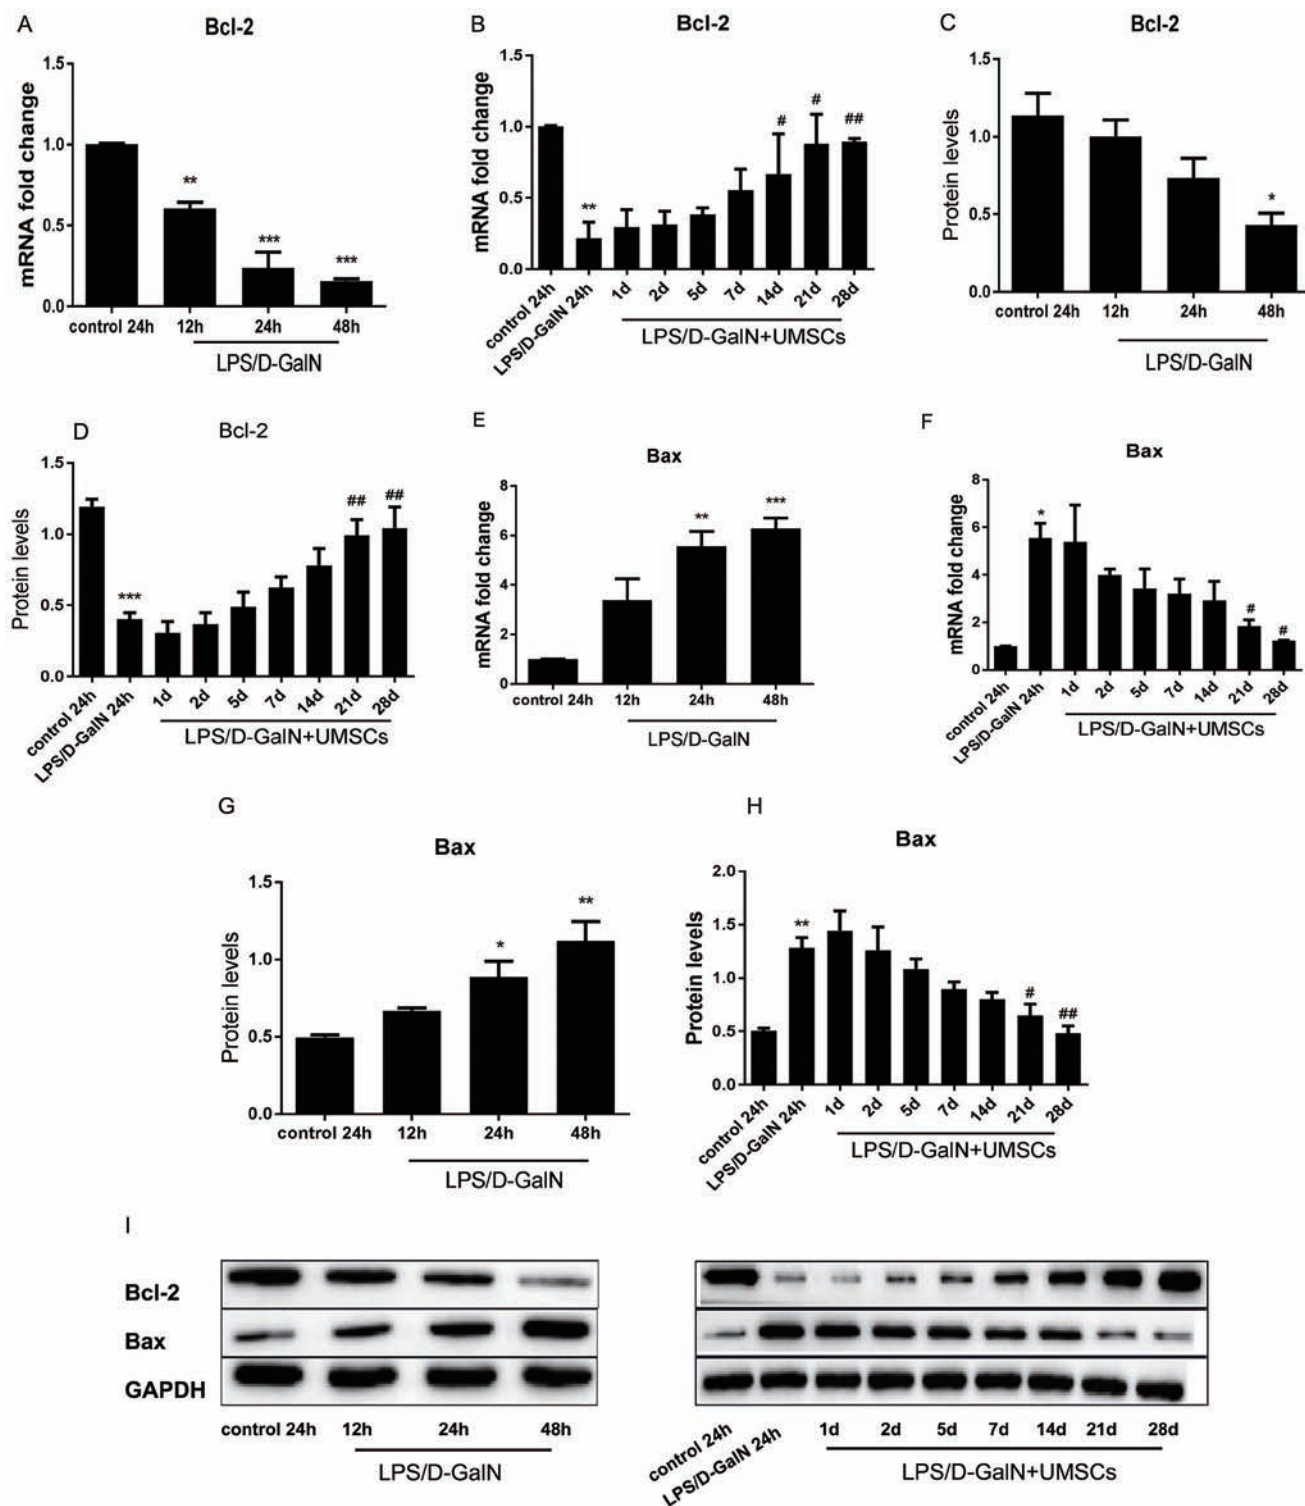 A
Bcl-2
mRNA fold change
1.5
1.0
0.5
0.0
**
***
***
control 24h 12h 24h 48h
LPS/D-GalN
B
Bcl-2
mRNA fold change
1.5
1.0
0.5
0.0
**
#
#
##
control 24h LPS/D-GalN 24h 1d 2d 5d 7d 14d 21d 28d
LPS/D-GalN+UMSCs
C
Bcl-2
Protein levels
1.5
1.0
0.5
0.0
*
control 24h 12h 24h 48h
LPS/D-GalN
D
Bcl-2
Protein levels
1.5
1.0
0.5
0.0
***
##
##
control 24h LPS/D-GalN 24h 1d 2d 5d 7d 14d 21d 28d
LPS/D-GalN+UMSCs
E
Bax
mRNA fold change
8
6
4
2
0
**
***
control 24h 12h 24h 48h
LPS/D-GalN
F
Bax
mRNA fold change
8
6
4
2
0
*
#
#
control 24h LPS/D-GalN 24h 1d 2d 5d 7d 14d 21d 28d
LPS/D-GalN+UMSCs
G
Bax
Protein levels
1.5
1.0
0.5
0.0
*
**
control 24h 12h 24h 48h
LPS/D-GalN
H
Bax
Protein levels
2.0
1.5
1.0
0.5
0.0
**
#
##
control 24h LPS/D-GalN 24h 1d 2d 5d 7d 14d 21d 28d
LPS/D-GalN+UMSCs
I
Bcl-2
Bax
GAPDH
control 24h 12h 24h 48h
LPS/D-GalN
control 24h LPS/D-GalN 24h 1d 2d 5d 7d 14d 21d 28d
LPS/D-GalN+UMSCs